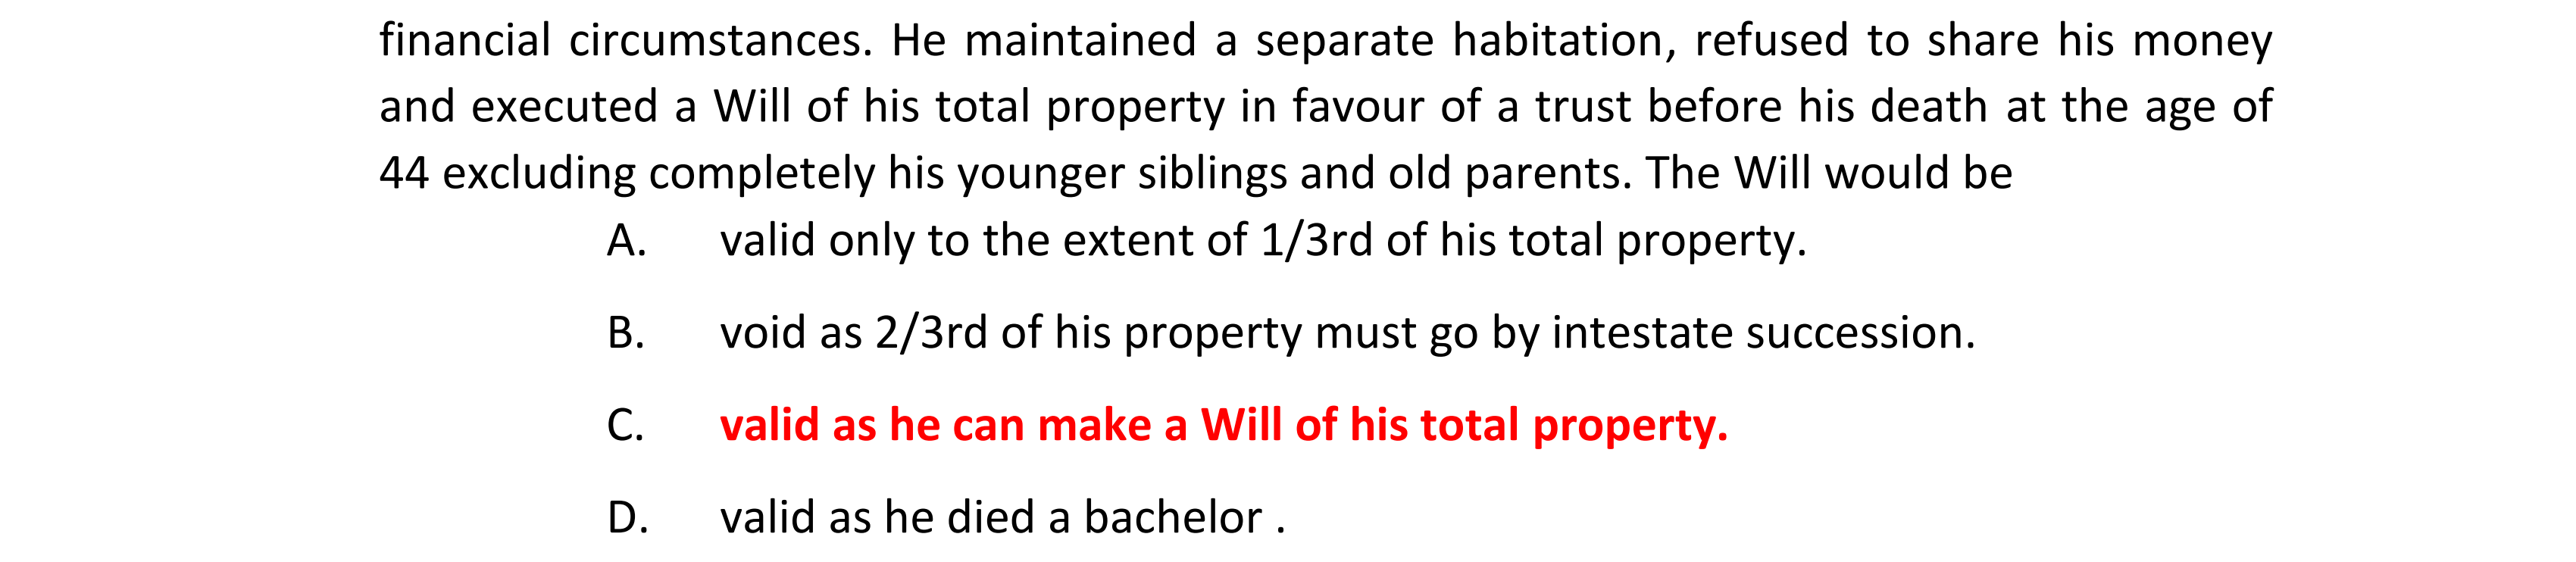 financial circumstances. He maintained a separate habitation, refused to share his money
and executed a Will of his total property in favour of a trust before his death at the age of
44 excluding completely his younger siblings and old parents. The Will would be
A. valid only to the extent of 1/3rd of his total property.
B. void as 2/3rd of his property must go by intestate succession.
C. valid as he can make a Will of his total property.
D. valid as he died a bachelor .